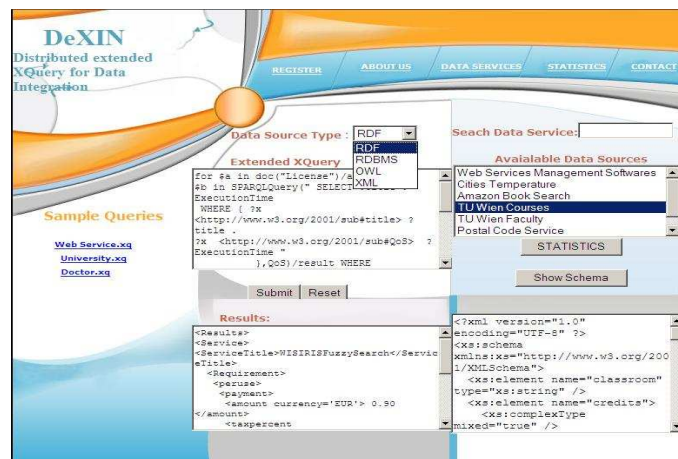 DeXIN
Distributed extended
XQuery for Data
Integration
REGISTER
ABOUT US
DATA SERVICES
STATISTICS
CONTACT
Data Source Type :
RDF
RDF
RDBMS
OWL
XML
Seach Data Service:
Extended XQuery
for $a in doc("License")/a
$b in SPARQLQuery(" SELECT
ExecutionTime
WHERE { ?x
<http://www.w3.org/2001/sub#title> ?
title .
?x <http://www.w3.org/2001/sub#QoS> ?
ExecutionTime "
},QoS)/result WHERE
Avaialable Data Sources
Web Services Management Softwares
Cities Temperature
Amazon Book Search
TU Wien Courses
TU Wien Faculty
Postal Code Service
STATISTICS
Show Schema
Sample Queries
Web Service.xq
University.xq
Doctor.xq
Submit
Reset
Results:
<Results>
<Service>
<ServiceTitle>WISIRISFuzzySearch</Servic
eTitle>
<Requirement>
<peruse>
<payment>
<amount currency='EUR'> 0.90
</amount>
<taxpercent
<?xml version="1.0"
encoding="UTF-8" ?>
<xs:schema
xmlns:xs="http://www.w3.org/200
1/XMLSchema">
<xs:element name="classroom"
type="xs:string" />
<xs:element name="credits">
<xs:complexType
mixed="true" />